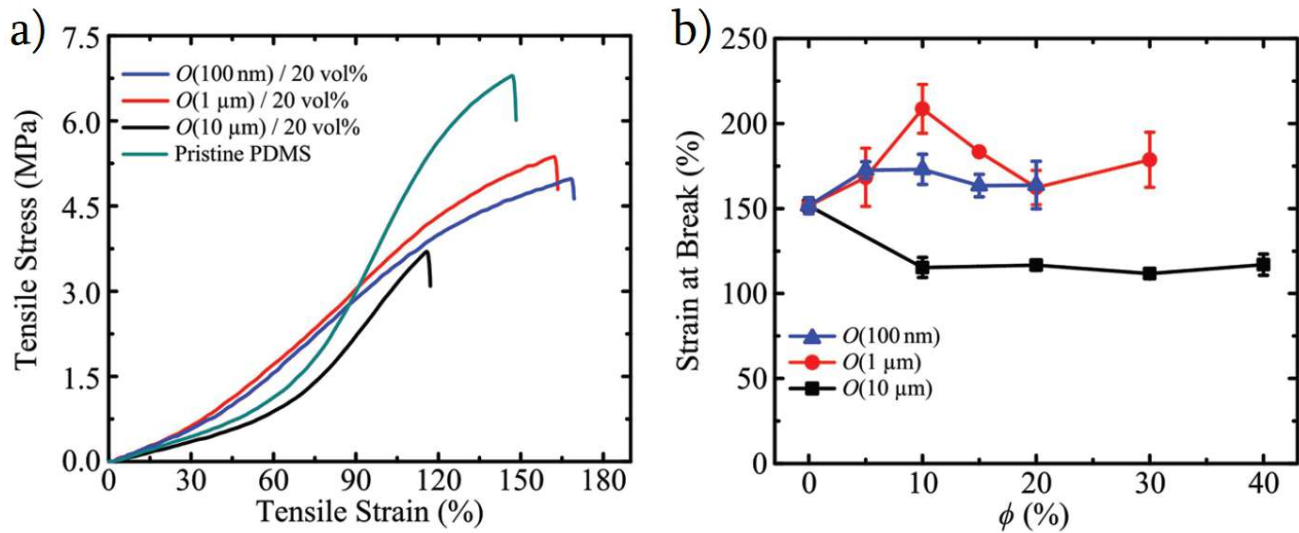 a)
7.5
6.0
4.5
3.0
1.5
0.0
Tensile Stress (MPa)
O(100 nm) / 20 vol%
O(1 µm) / 20 vol%
O(10 µm) / 20 vol%
Pristine PDMS
0 30 60 90 120 150 180
Tensile Strain (%)
b)
250
200
150
100
50
0
Strain at Break (%)
O(100 nm)
O(1 µm)
O(10 µm)
0 10 20 30 40
ϕ (%)